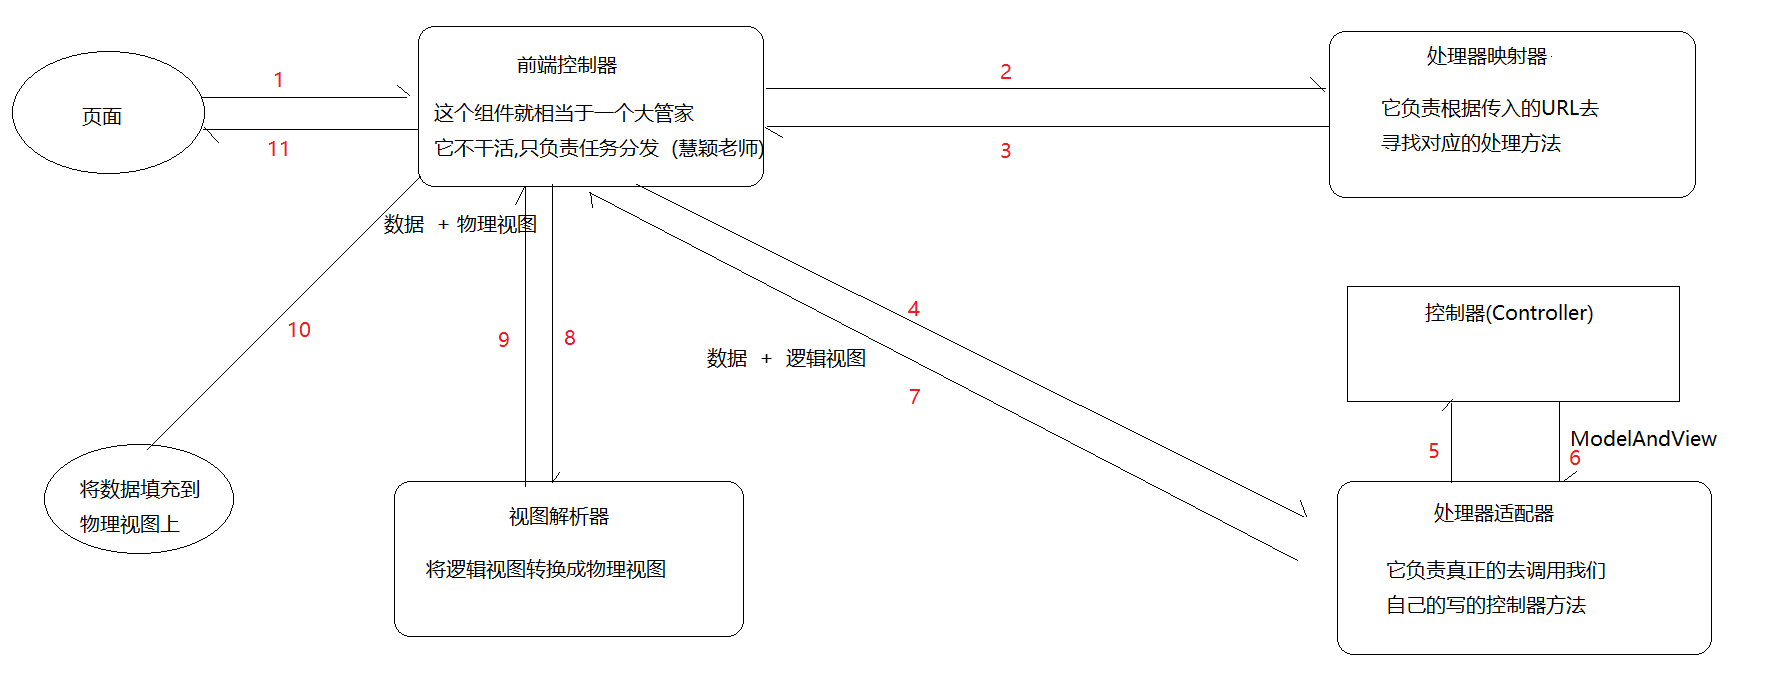 页面
1
11
前端控制器
这个组件就相当于一个大管家
它不干活,只负责任务分发 (慧颖老师)
2
3
处理器映射器
它负责根据传入的URL去
寻找对应的处理方法
数据 + 物理视图
10
9
8
4
数据 + 逻辑视图
7
控制器(Controller)
5
ModelAndView
6
将数据填充到
物理视图上
视图解析器
将逻辑视图转换成物理视图
处理器适配器
它负责真正的去调用我们
自己的写的控制器方法